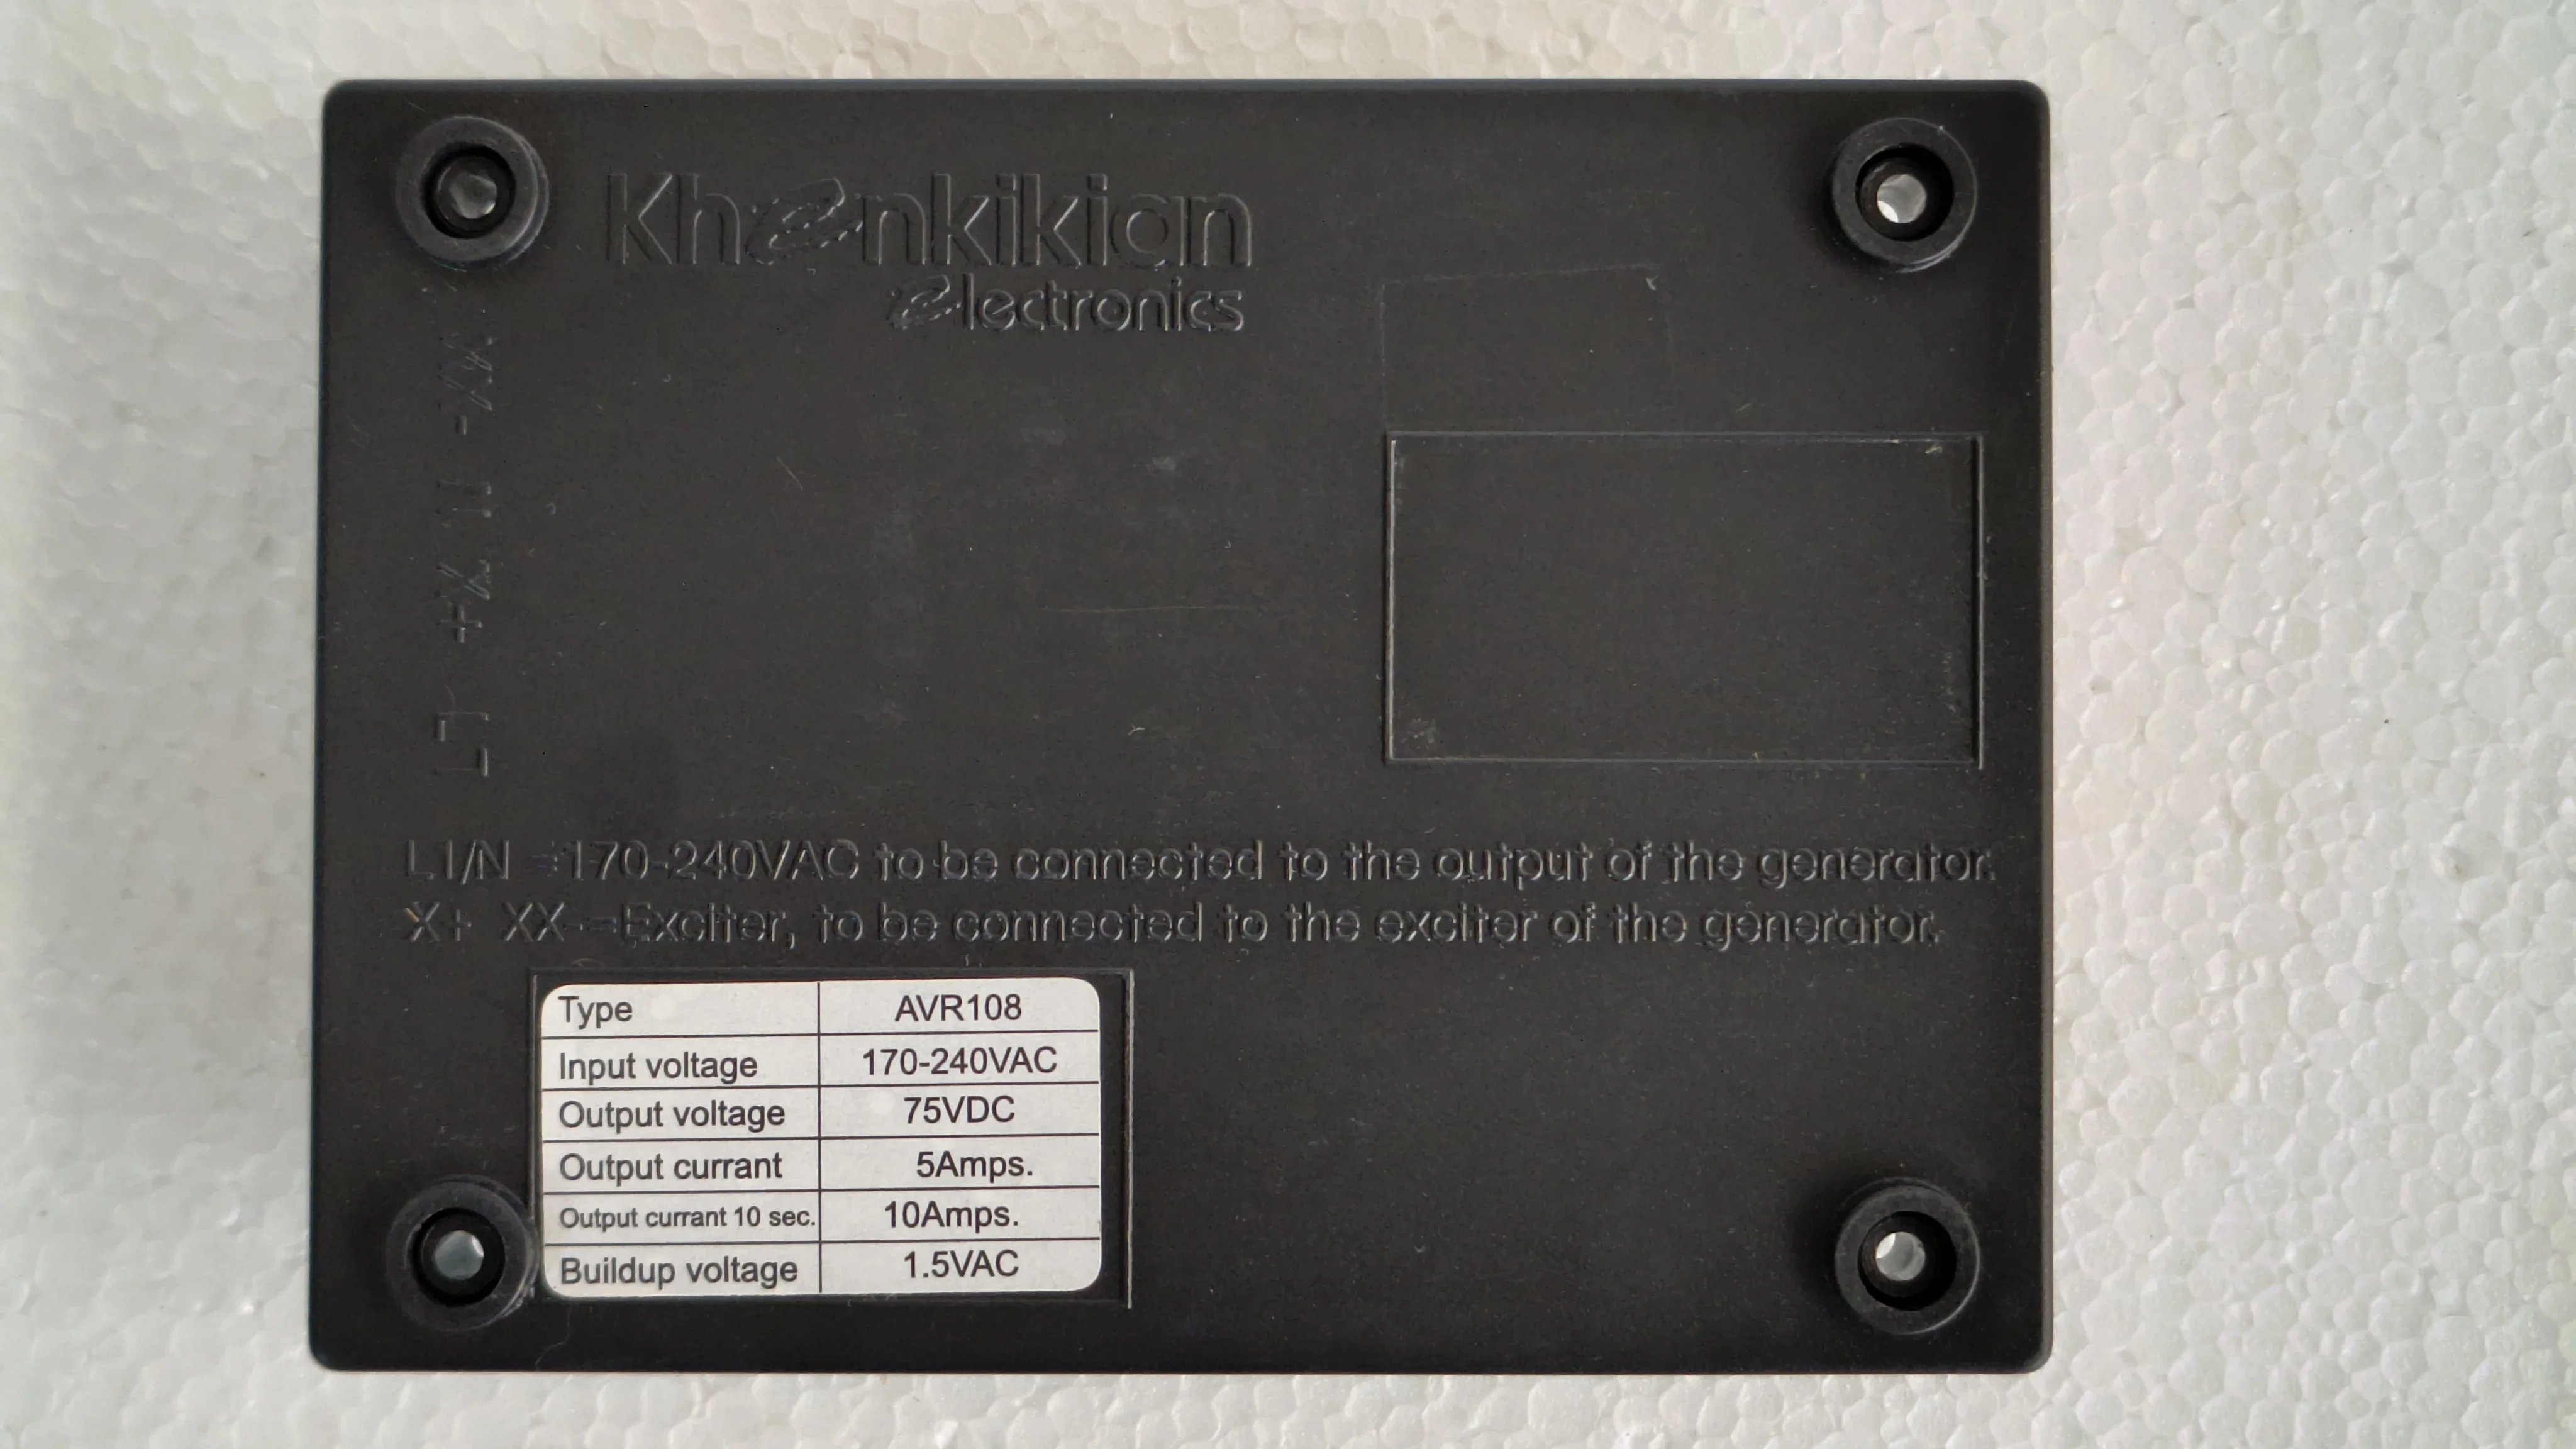 Khenkikian
electronics
L1/N =170-240VAC to be connected to the output of the generator.
X+ XX-=Exciter, to be connected to the exciter of the generator.
Type AVR108
Input voltage 170-240VAC
Output voltage 75VDC
Output currant 5Amps.
Output currant 10 sec. 10Amps.
Buildup voltage 1.5VAC